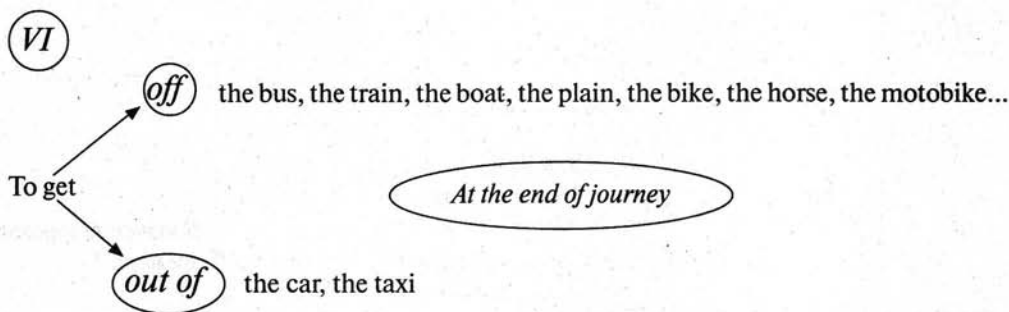 VI
off the bus, the train, the boat, the plain, the bike, the horse, the motobike...
To get
At the end of journey
out of the car, the taxi